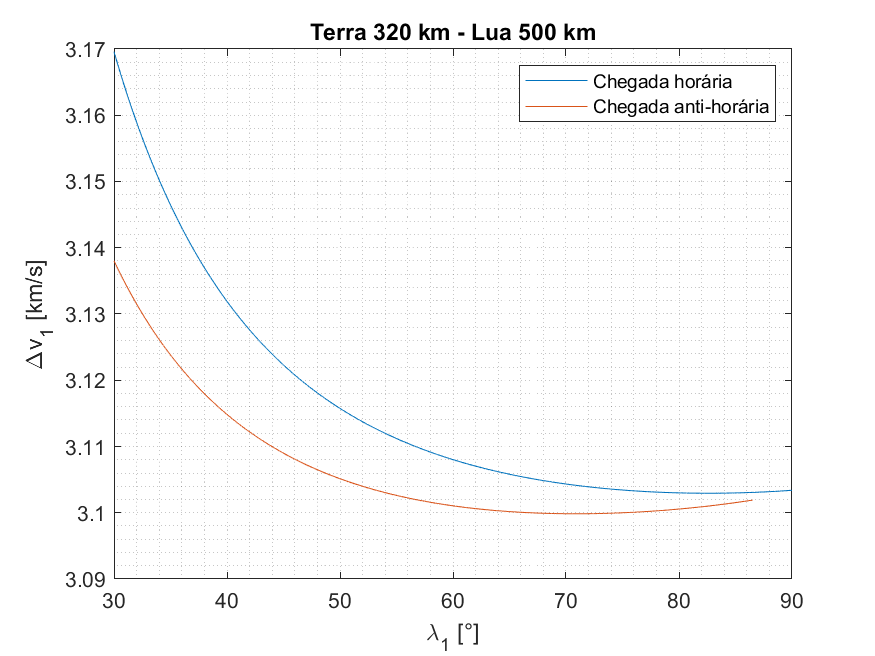 Terra 320 km - Lua 500 km
3.17
3.16
3.15
3.14
3.13
3.12
3.11
3.1
3.09
Δv₁ [km/s]
Chegada horária
Chegada anti-horária
30 40 50 60 70 80 90
λ₁ [°]